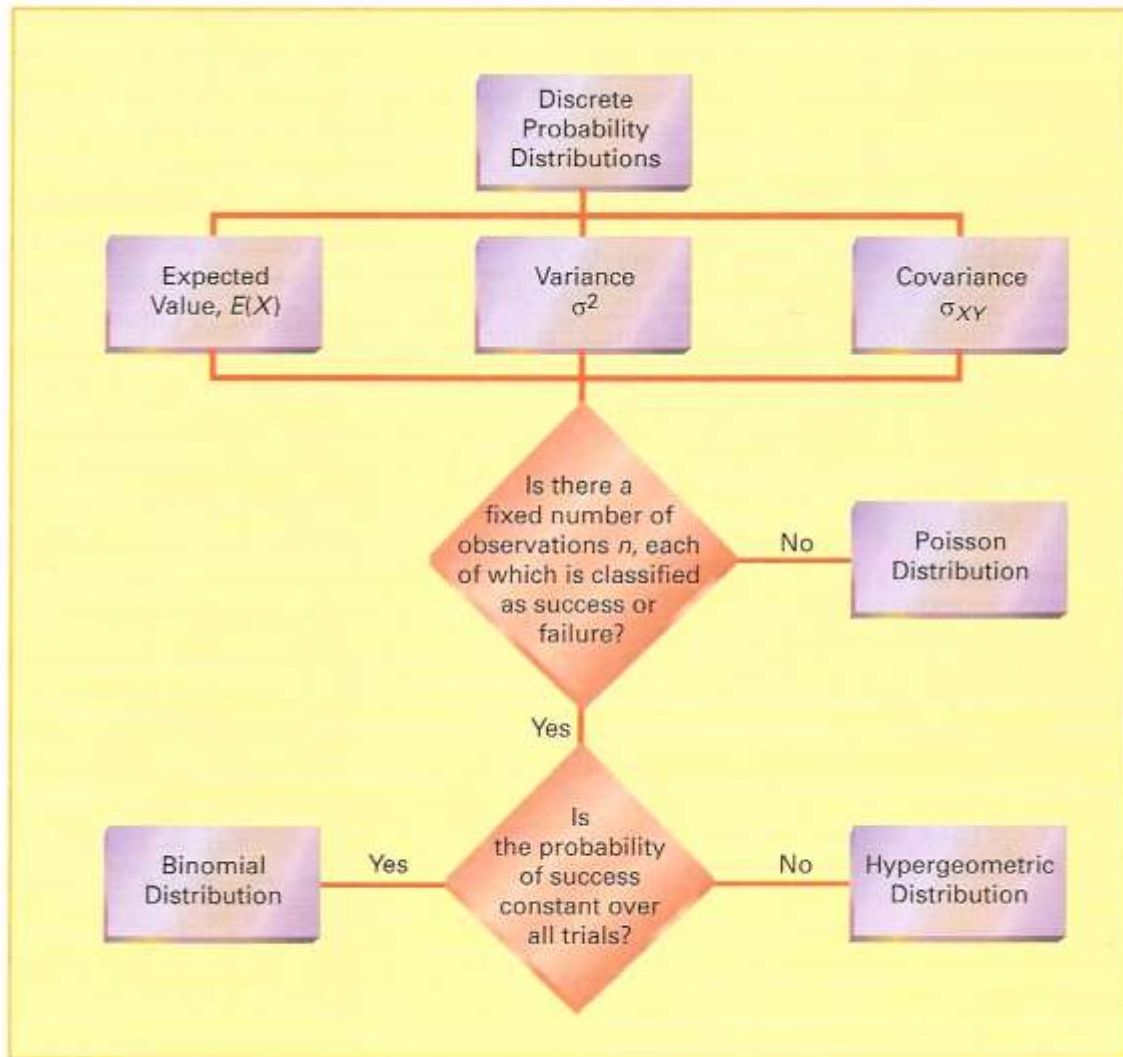 Discrete
Probability
Distributions
Expected
Value, E(X)
Variance
σ²
Covariance
σXY
Is there a
fixed number of
observations n, each
of which is classified
as success or
failure?
No
Poisson
Distribution
Yes
Is
the probability
of success
constant over
all trials?
Yes
Binomial
Distribution
No
Hypergeometric
Distribution